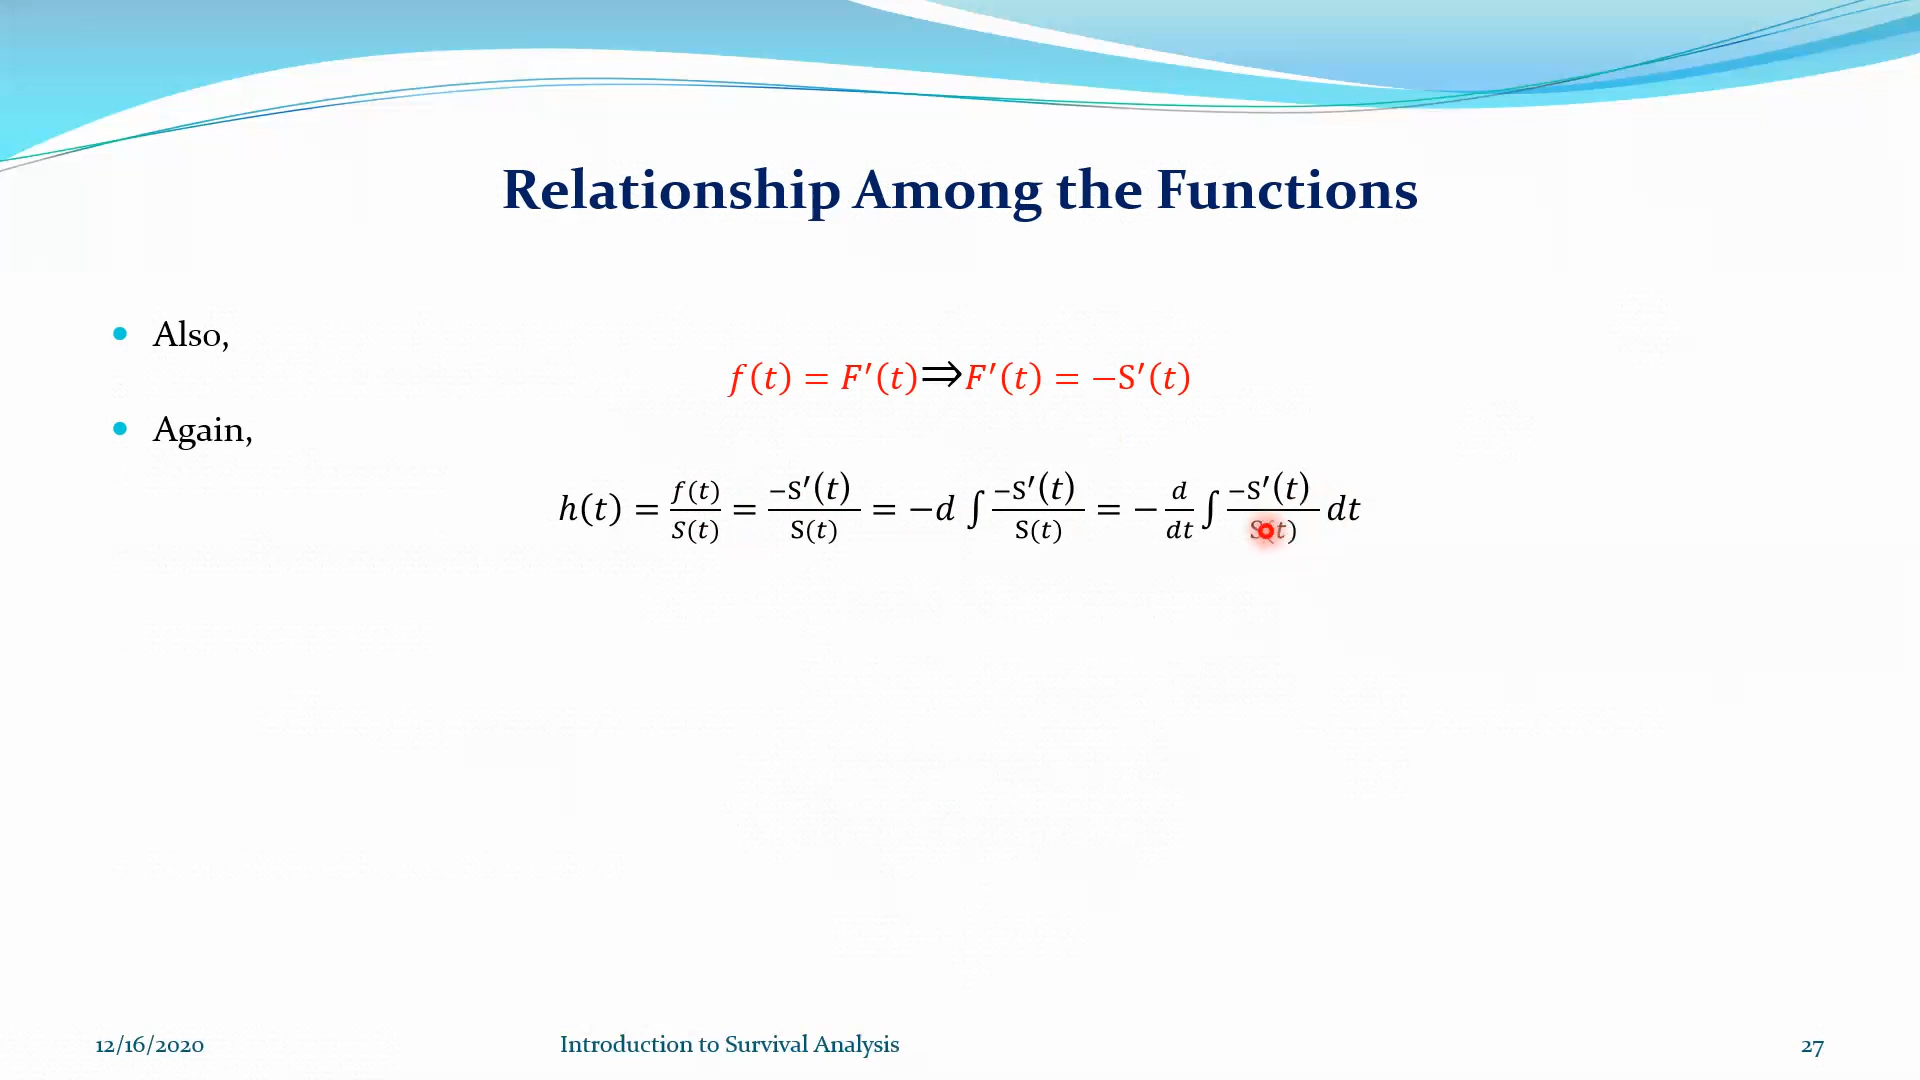 Relationship Among the Functions
• Also,
f(t) = F′(t)⇒F′(t) = −S′(t)
• Again,
h(t) = f(t)/S(t) = −S′(t)/S(t) = −d ∫ −S′(t)/S(t) = − d/dt ∫ −S′(t)/S(t) dt
12/16/2020 Introduction to Survival Analysis 27